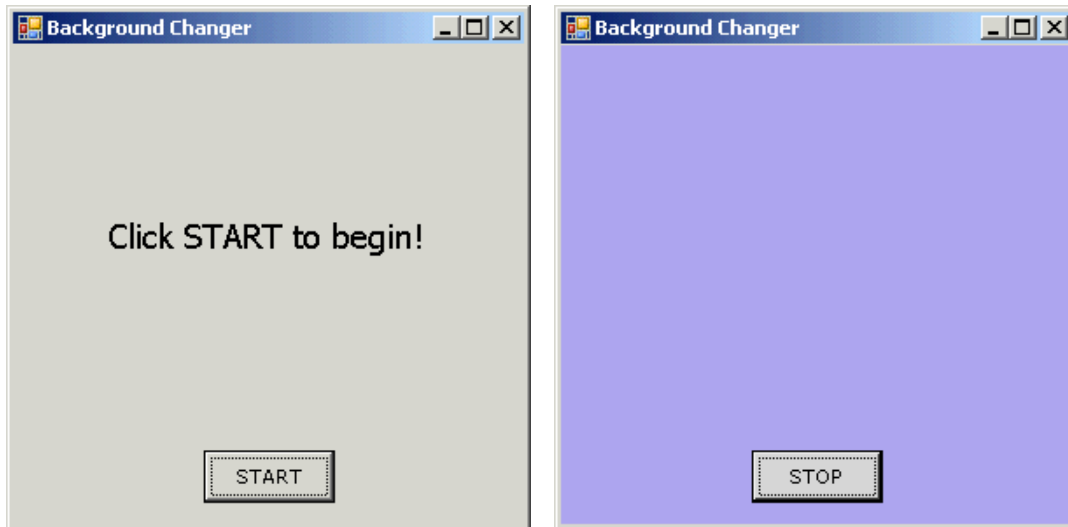 Background Changer
Click START to begin!
START
Background Changer
STOP